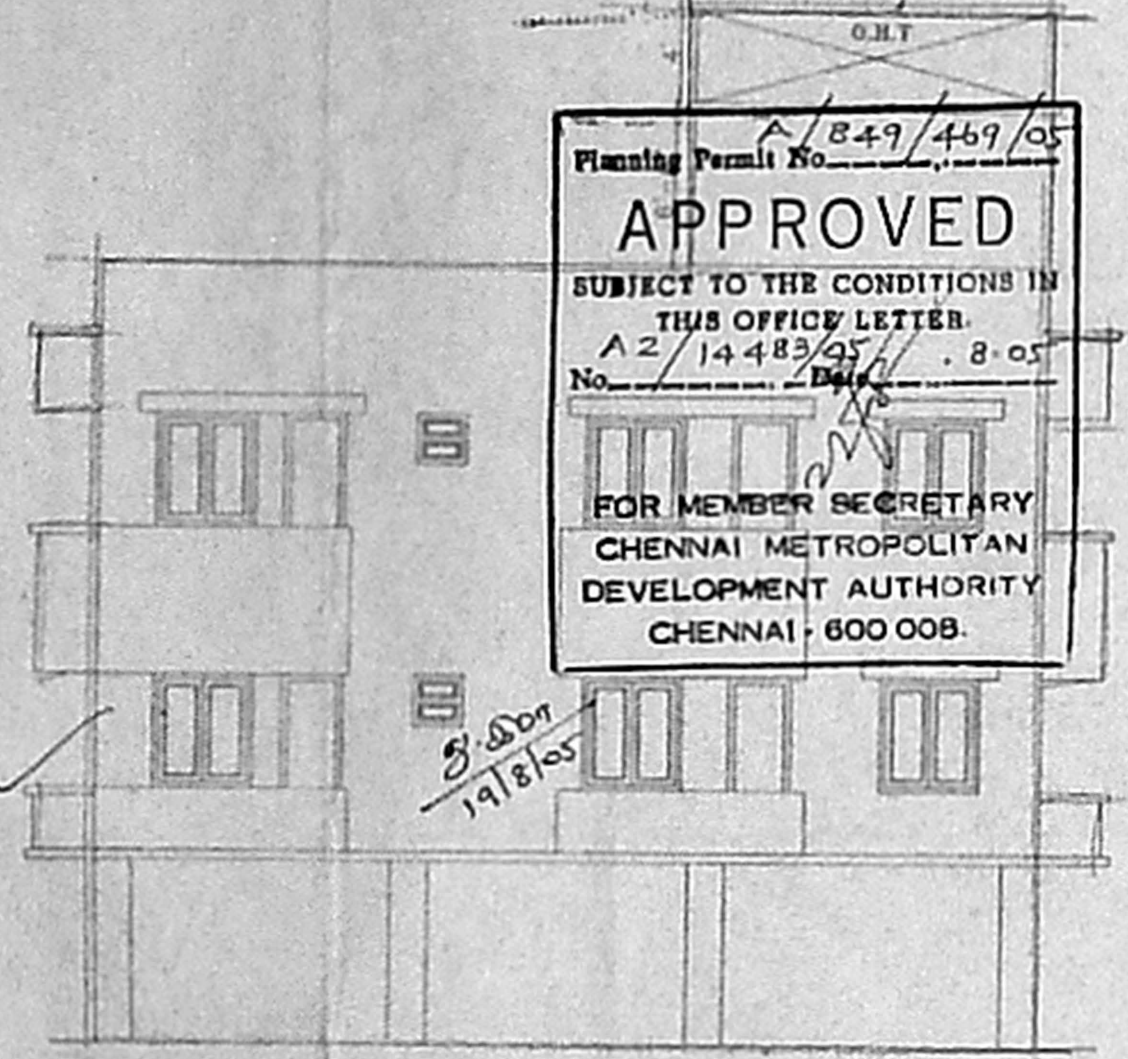 O.H.T
A/849/469/05
Planning Permit No
APPROVED
SUBJECT TO THE CONDITIONS IN
THIS OFFICE LETTER.
A2/14483/05 .8.05
No. Date
FOR MEMBER SECRETARY
CHENNAI METROPOLITAN
DEVELOPMENT AUTHORITY
CHENNAI - 600 008.
19/8/05